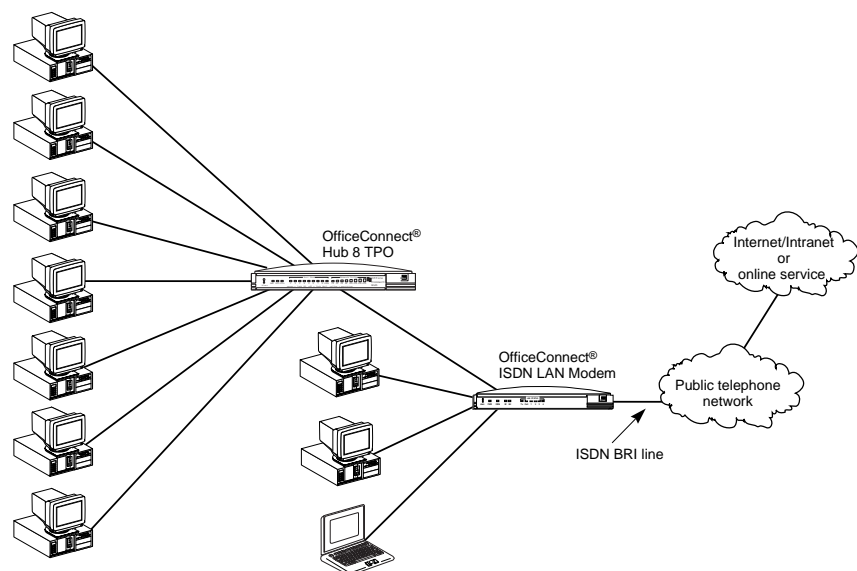 OfficeConnect®
Hub 8 TPO
Internet/Intranet
or
online service
OfficeConnect®
ISDN LAN Modem
Public telephone
network
ISDN BRI line